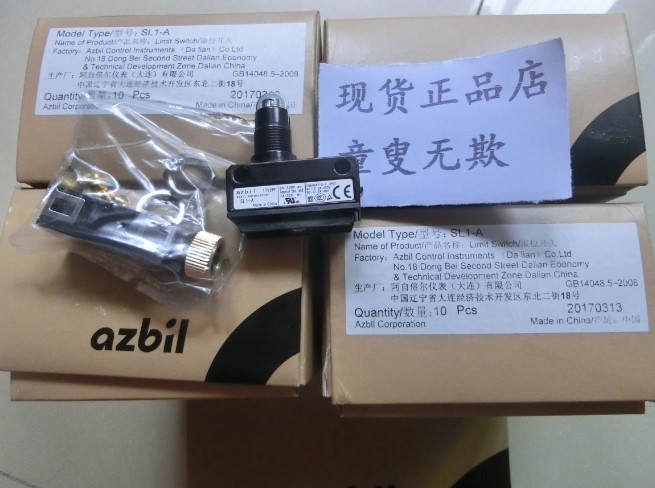 Model Type/型号: SL1-A
Name of Product/产品名称: Limit Switch/限位开关
Factory: Azbil Control Instruments (Dalian) Co.Ltd
No.18 Dong Bei Second Street Dalian Economy
& Technical Development Zone Dalian.China
生产厂: 阿自倍尔仪表(大连)有限公司 GB14048.5-2008
中国辽宁省大连经济技术开发区东北二街18号
Quantity/数量: 10 Pcs
Azbil Corporation
Made in China/
现货正品店
童叟无欺
azbil
SL1-A
CE
Model Type/型号: SL1-A
Name of Product/产品名称: Limit Switch/限位开关
Factory: Azbil Control Instruments (Dalian) Co.Ltd
No.18 Dong Bei Second Street Dalian Economy
& Technical Development Zone Dalian.China
生产厂: 阿自倍尔仪表(大连)有限公司 GB14048.5-2008
中国辽宁省大连经济技术开发区东北二街18号
Quantity/数量: 10 Pcs 20170313
Azbil Corporation Made in China/产地: 中国
azbil